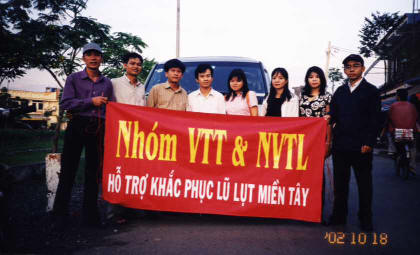 Nhóm VTT & NVTL
HỖ TRỢ KHẮC PHỤC LŨ LỤT MIỀN TÂY
'02 10 18